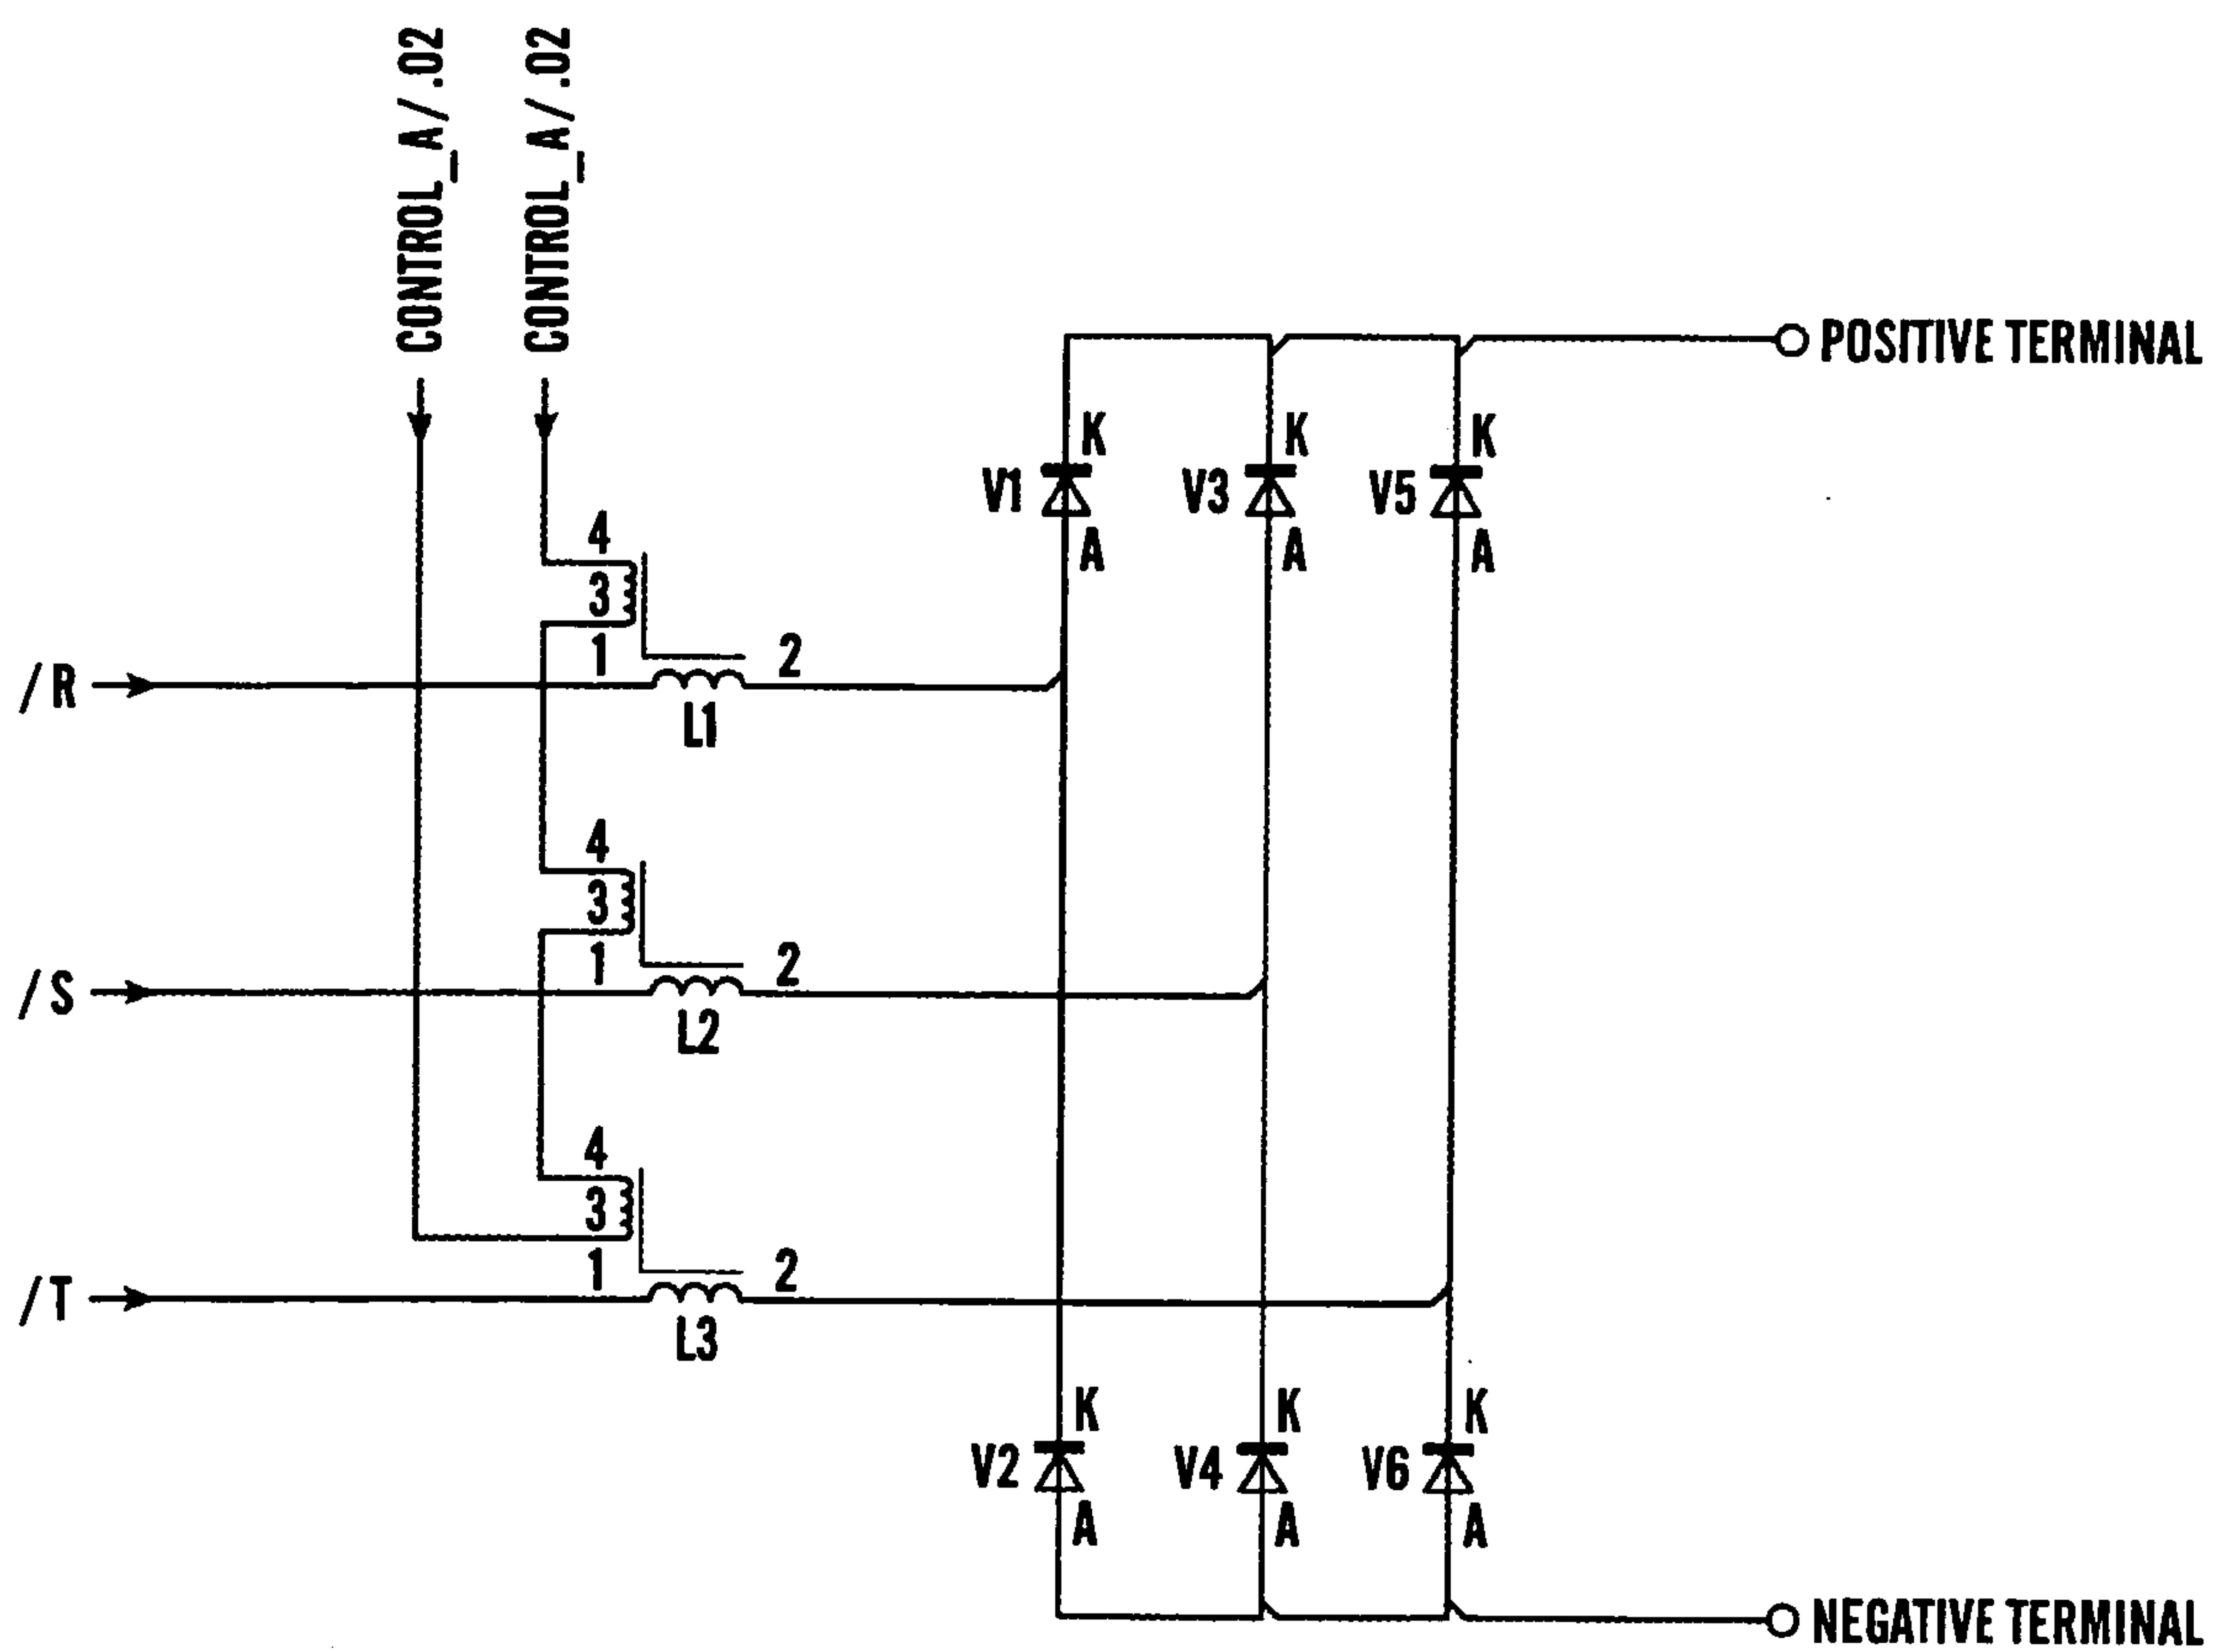 CONTROL_A/.02
CONTROL_A/.02
POSITIVE TERMINAL
K
K
K
V1
V3
V5
A
A
A
4
3
1
2
/R
L1
4
3
1
2
/S
L2
4
3
1
2
/T
L3
K
K
K
V2
V4
V6
A
A
A
NEGATIVE TERMINAL